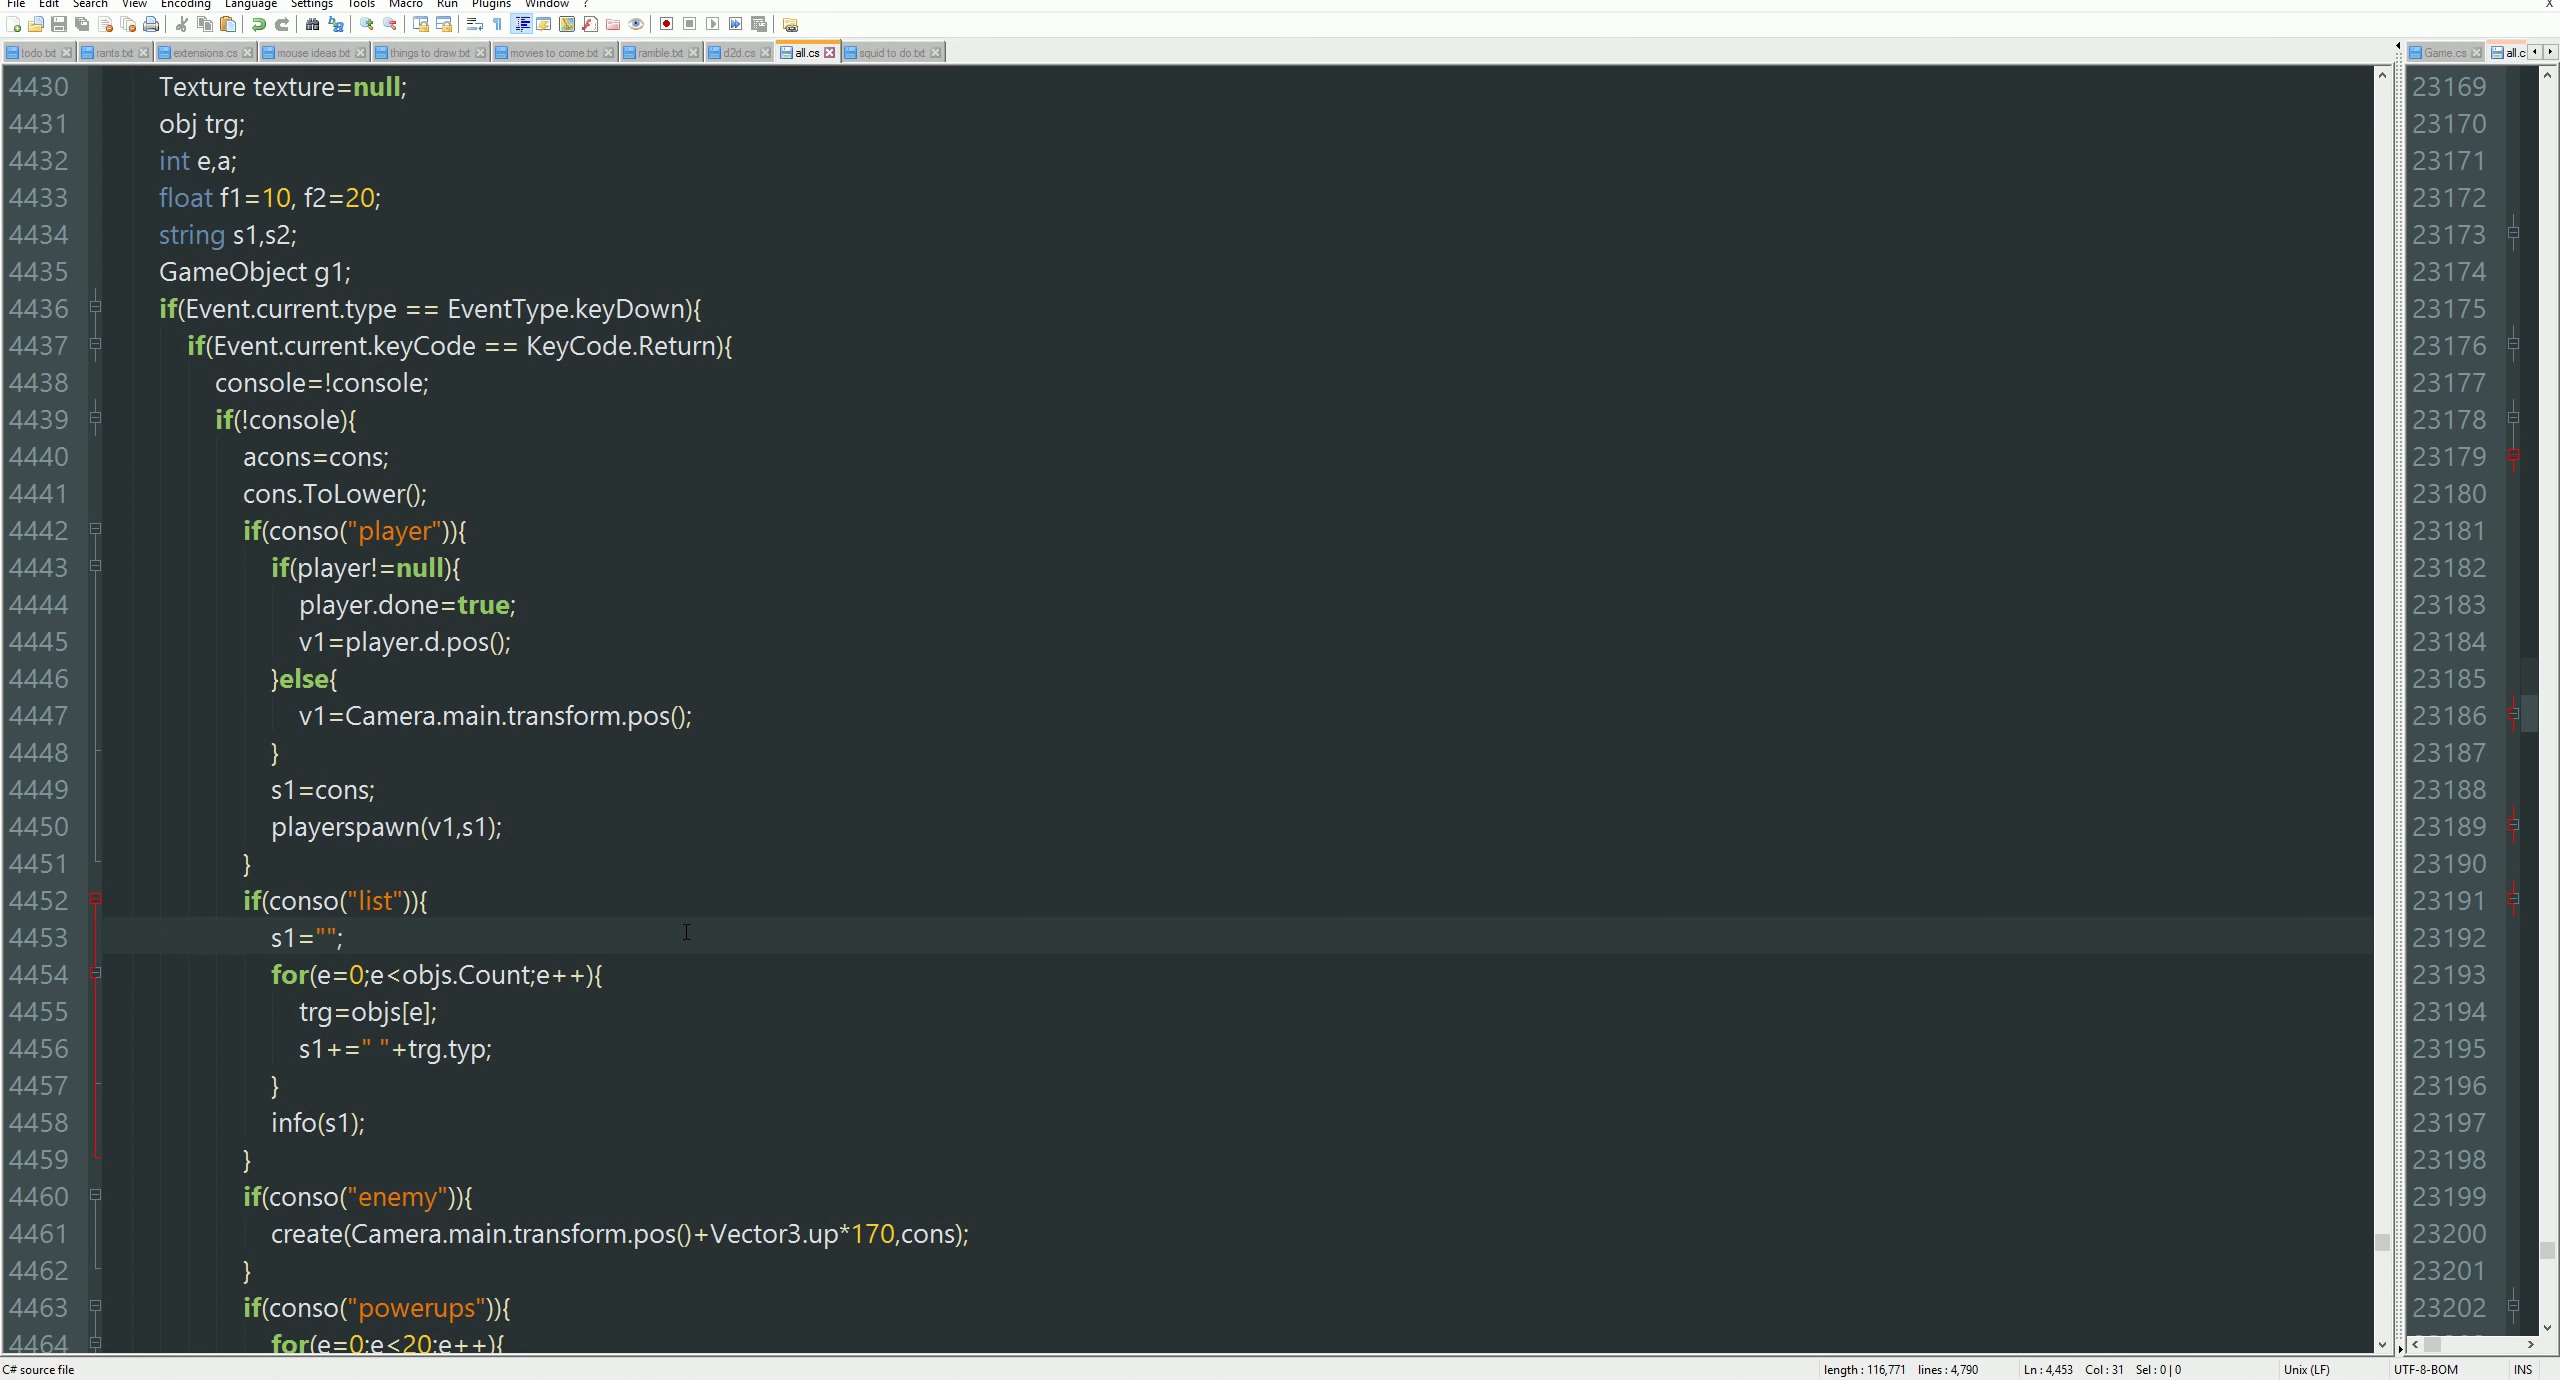 File Edit Search View Encoding Language Settings Tools Macro Run Plugins Window ? X
todo.txt rants.txt extensions.cs mouse ideas.txt things to draw.txt movies to come.txt ramble.txt d2d.cs all.cs squid to do.txt Game.cs all.c
4430 Texture texture=null;
4431 obj trg;
4432 int e,a;
4433 float f1=10, f2=20;
4434 string s1,s2;
4435 GameObject g1;
4436 if(Event.current.type == EventType.keyDown){
4437 if(Event.current.keyCode == KeyCode.Return){
4438 console=!console;
4439 if(!console){
4440 acons=cons;
4441 cons.ToLower();
4442 if(conso("player")){
4443 if(player!=null){
4444 player.done=true;
4445 v1=player.d.pos();
4446 }else{
4447 v1=Camera.main.transform.pos();
4448 }
4449 s1=cons;
4450 playerspawn(v1,s1);
4451 }
4452 if(conso("list")){
4453 s1="";
4454 for(e=0;e<objs.Count;e++){
4455 trg=objs[e];
4456 s1+=" "+trg.typ;
4457 }
4458 info(s1);
4459 }
4460 if(conso("enemy")){
4461 create(Camera.main.transform.pos()+Vector3.up*170,cons);
4462 }
4463 if(conso("powerups")){
4464 for(e=0;e<20;e++){
23169
23170
23171
23172
23173
23174
23175
23176
23177
23178
23179
23180
23181
23182
23183
23184
23185
23186
23187
23188
23189
23190
23191
23192
23193
23194
23195
23196
23197
23198
23199
23200
23201
23202
C# source file length : 116,771 lines : 4,790 Ln : 4,453 Col : 31 Sel : 0 | 0 Unix (LF) UTF-8-BOM INS